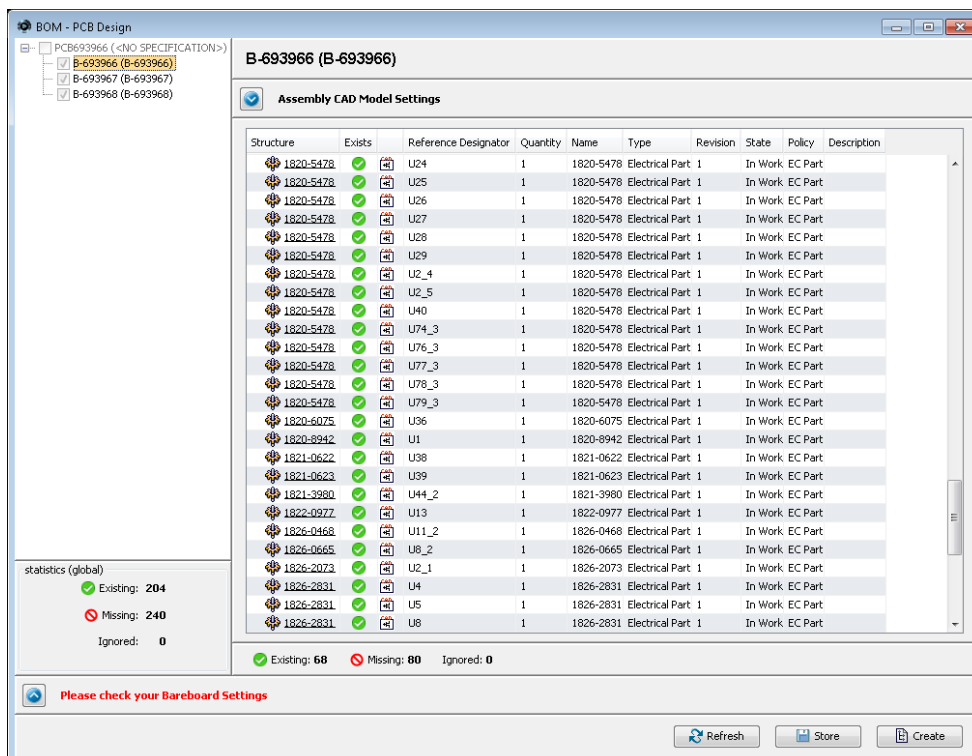 BOM - PCB Design
PCB693966 (<NO SPECIFICATION>)
B-693966 (B-693966)
B-693967 (B-693967)
B-693968 (B-693968)
B-693966 (B-693966)
Assembly CAD Model Settings
Structure Exists Reference Designator Quantity Name Type Revision State Policy Description
1820-5478 U24 1 1820-5478 Electrical Part 1 In Work EC Part
1820-5478 U25 1 1820-5478 Electrical Part 1 In Work EC Part
1820-5478 U26 1 1820-5478 Electrical Part 1 In Work EC Part
1820-5478 U27 1 1820-5478 Electrical Part 1 In Work EC Part
1820-5478 U28 1 1820-5478 Electrical Part 1 In Work EC Part
1820-5478 U29 1 1820-5478 Electrical Part 1 In Work EC Part
1820-5478 U2_4 1 1820-5478 Electrical Part 1 In Work EC Part
1820-5478 U2_5 1 1820-5478 Electrical Part 1 In Work EC Part
1820-5478 U40 1 1820-5478 Electrical Part 1 In Work EC Part
1820-5478 U74_3 1 1820-5478 Electrical Part 1 In Work EC Part
1820-5478 U76_3 1 1820-5478 Electrical Part 1 In Work EC Part
1820-5478 U77_3 1 1820-5478 Electrical Part 1 In Work EC Part
1820-5478 U78_3 1 1820-5478 Electrical Part 1 In Work EC Part
1820-5478 U79_3 1 1820-5478 Electrical Part 1 In Work EC Part
1820-6075 U36 1 1820-6075 Electrical Part 1 In Work EC Part
1820-8942 U1 1 1820-8942 Electrical Part 1 In Work EC Part
1821-0622 U38 1 1821-0622 Electrical Part 1 In Work EC Part
1821-0623 U39 1 1821-0623 Electrical Part 1 In Work EC Part
1821-3980 U44_2 1 1821-3980 Electrical Part 1 In Work EC Part
1822-0977 U13 1 1822-0977 Electrical Part 1 In Work EC Part
1826-0468 U11_2 1 1826-0468 Electrical Part 1 In Work EC Part
1826-0665 U8_2 1 1826-0665 Electrical Part 1 In Work EC Part
1826-2073 U2_1 1 1826-2073 Electrical Part 1 In Work EC Part
1826-2831 U4 1 1826-2831 Electrical Part 1 In Work EC Part
1826-2831 U5 1 1826-2831 Electrical Part 1 In Work EC Part
1826-2831 U8 1 1826-2831 Electrical Part 1 In Work EC Part
statistics (global)
Existing: 204
Missing: 240
Ignored: 0
Existing: 68 Missing: 80 Ignored: 0
Please check your Bareboard Settings
Refresh Store Create